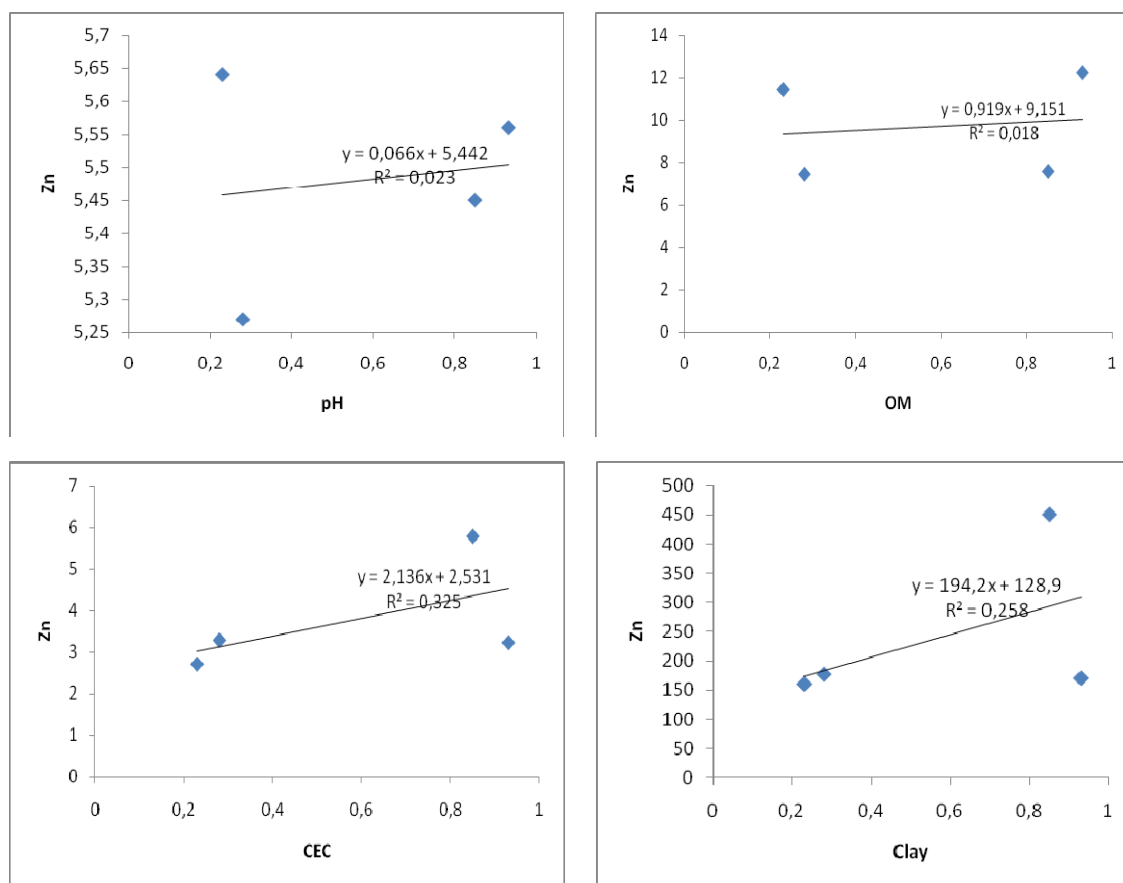 5,7
5,65
5,6
5,55
5,5
5,45
5,4
5,35
5,3
5,25
Zn
y = 0,066x + 5,442
R² = 0,023
0 0,2 0,4 0,6 0,8 1
pH
14
12
10
8
6
4
2
0
Zn
y = 0,919x + 9,151
R² = 0,018
0 0,2 0,4 0,6 0,8 1
OM
7
6
5
4
3
2
1
0
Zn
y = 2,136x + 2,531
R² = 0,325
0 0,2 0,4 0,6 0,8 1
CEC
500
450
400
350
300
250
200
150
100
50
0
Zn
y = 194,2x + 128,9
R² = 0,258
0 0,2 0,4 0,6 0,8 1
Clay